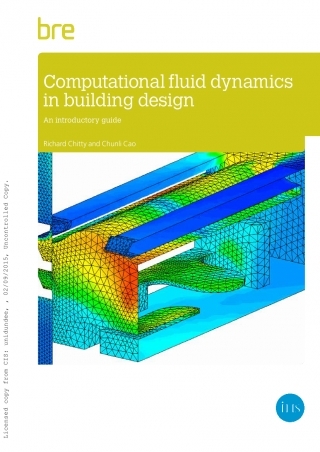 bre
Computational fluid dynamics
in building design
An introductory guide
Richard Chitty and Chunli Cao
ihs
Licensed copy from CIS: unidundee, , 02/09/2015, Uncontrolled Copy.